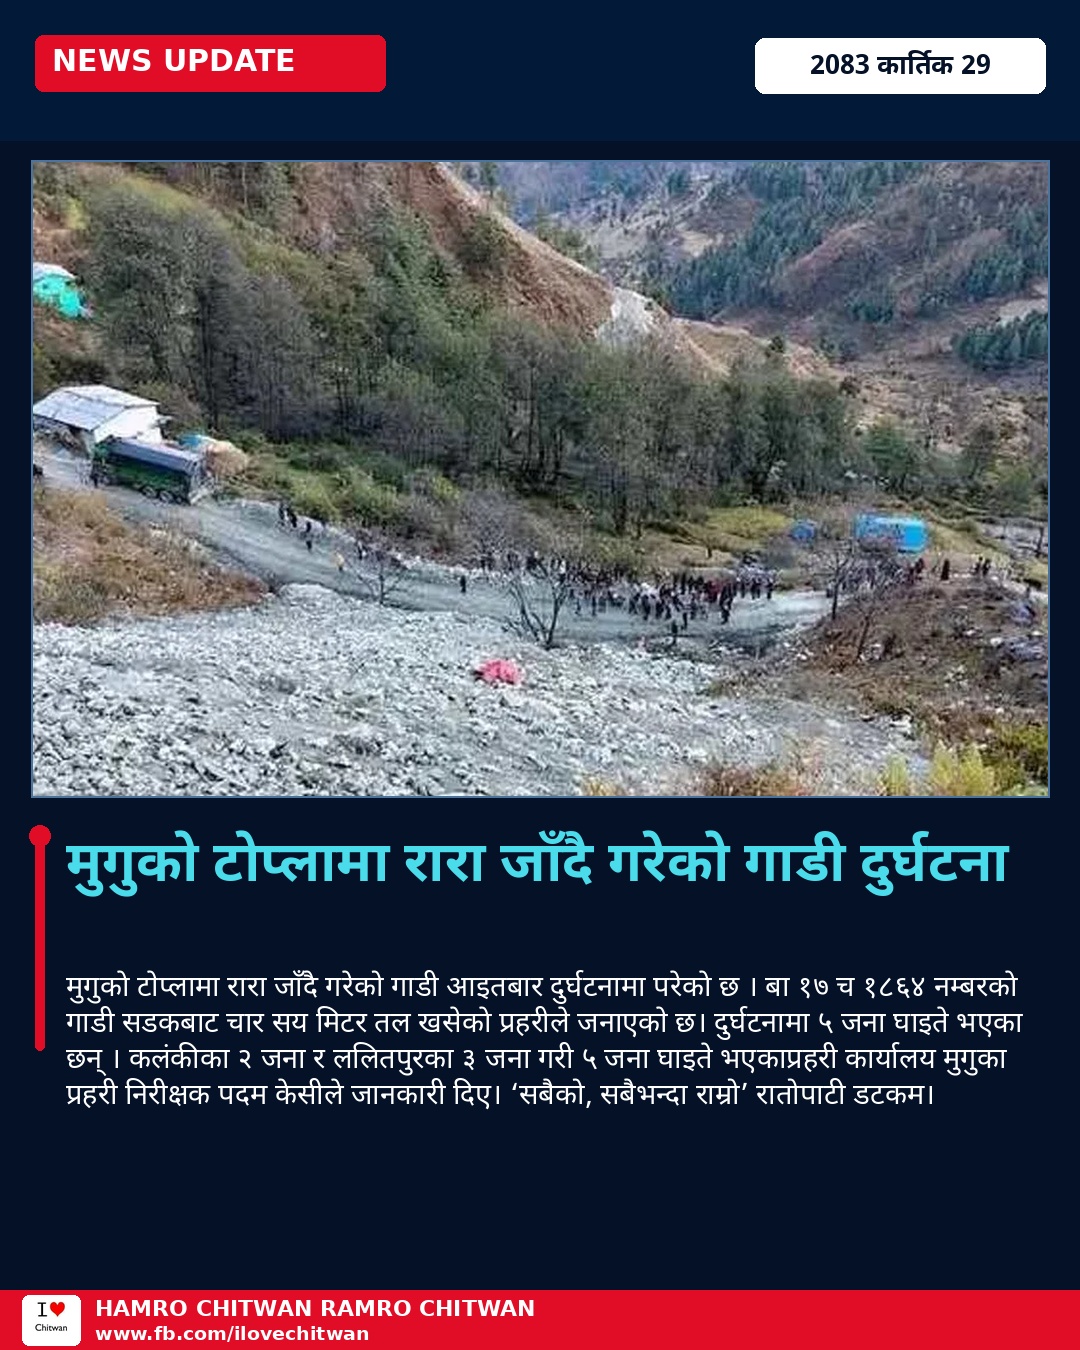 NEWS UPDATE
2083 कार्तिक 29
मुगुको टोप्लामा रारा जाँदै गरेको गाडी दुर्घटना
मुगुको टोप्लामा रारा जाँदै गरेको गाडी आइतबार दुर्घटनामा परेको छ । बा १७ च १८६४ नम्बरको
गाडी सडकबाट चार सय मिटर तल खसेको प्रहरीले जनाएको छ। दुर्घटनामा ५ जना घाइते भएका
छन् । कलंकीका २ जना र ललितपुरका ३ जना गरी ५ जना घाइते भएकाप्रहरी कार्यालय मुगुका
प्रहरी निरीक्षक पदम केसीले जानकारी दिए। ‘सबैको, सबैभन्दा राम्रो’ रातोपाटी डटकम।
I❤
Chitwan
HAMRO CHITWAN RAMRO CHITWAN
www.fb.com/ilovechitwan